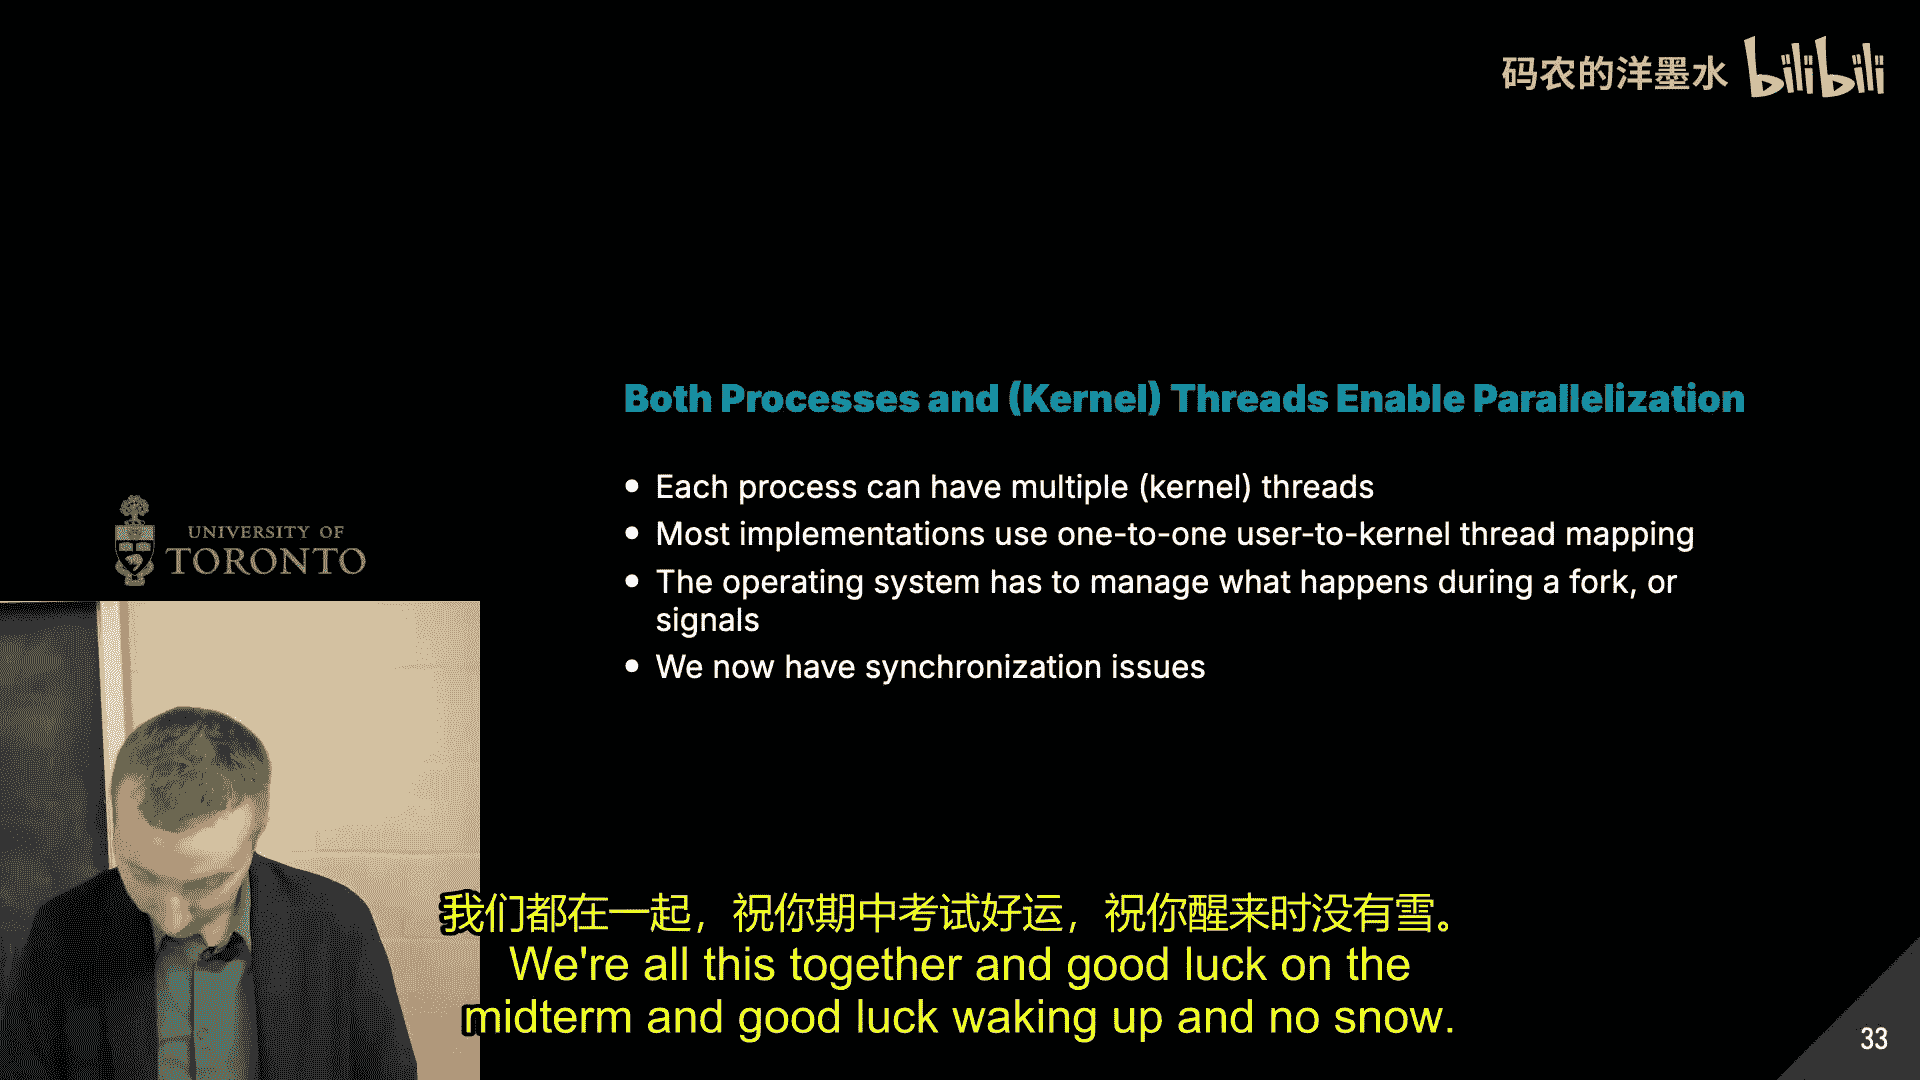 码农的洋墨水 bilibili
Both Processes and (Kernel) Threads Enable Parallelization
• Each process can have multiple (kernel) threads
• Most implementations use one-to-one user-to-kernel thread mapping
• The operating system has to manage what happens during a fork, or
signals
• We now have synchronization issues
UNIVERSITY OF
TORONTO
我们都在一起，祝你期中考试好运，祝你醒来时没有雪。
We're all this together and good luck on the
midterm and good luck waking up and no snow.
33